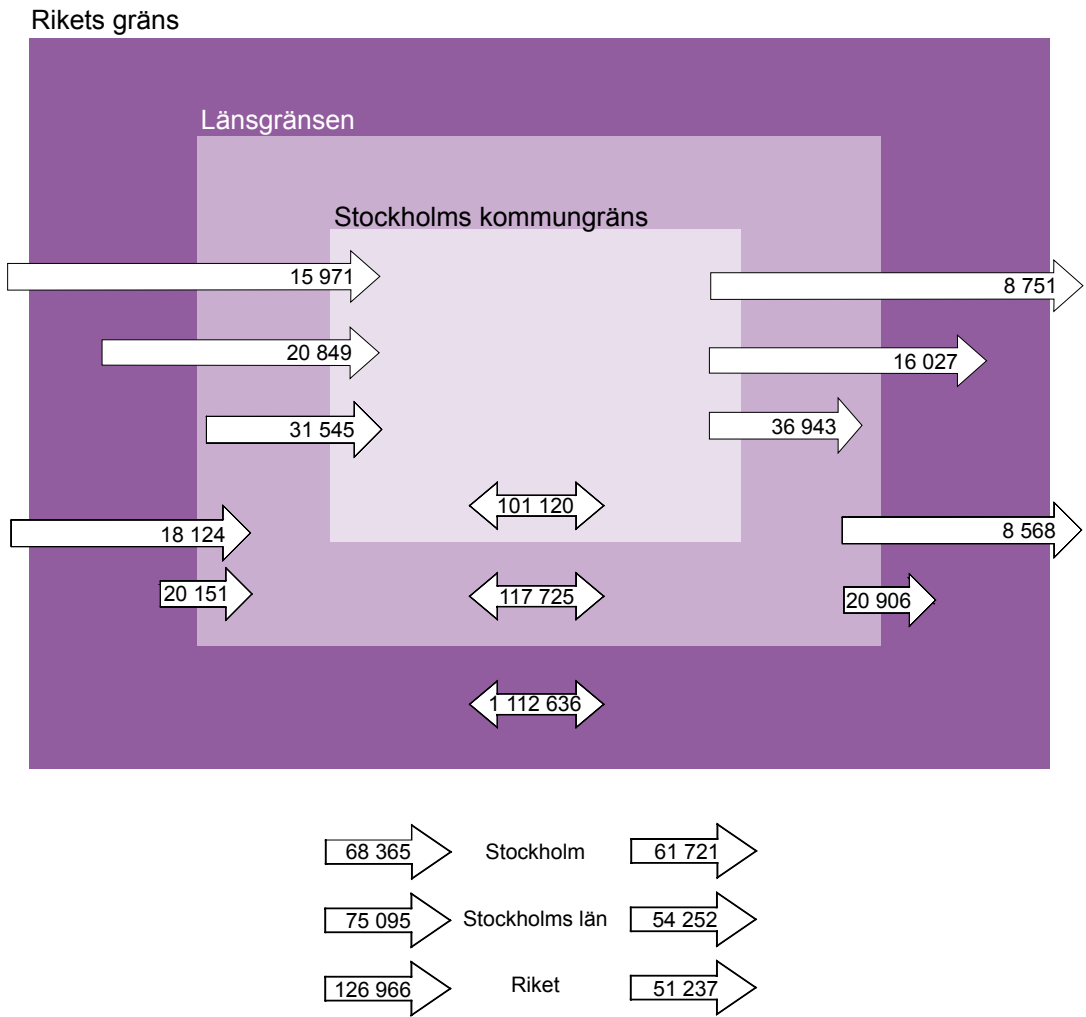 Rikets gräns
Länsgränsen
Stockholms kommungräns
15 971
8 751
20 849
16 027
31 545
36 943
101 120
18 124
8 568
20 151
117 725
20 906
1 112 636
68 365 Stockholm 61 721
75 095 Stockholms län 54 252
126 966 Riket 51 237